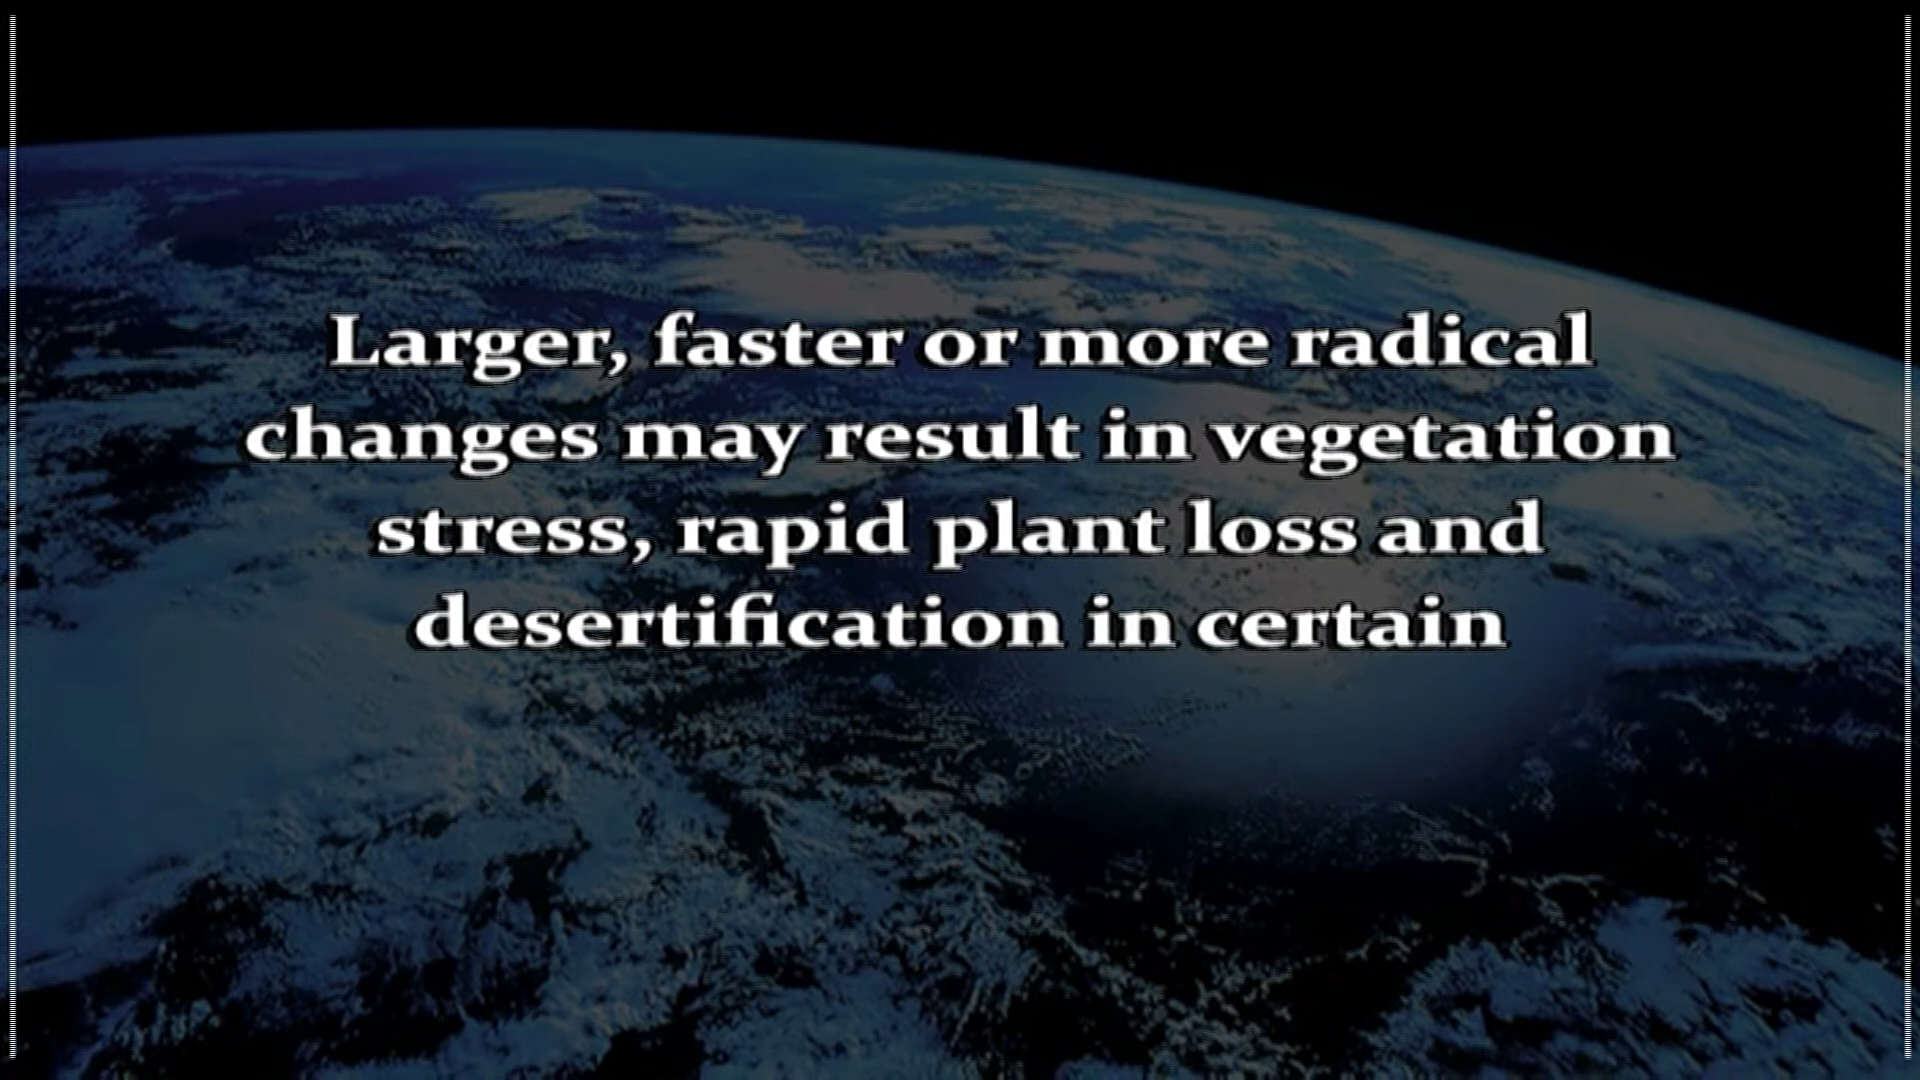 Larger, faster or more radical
changes may result in vegetation
stress, rapid plant loss and
desertification in certain